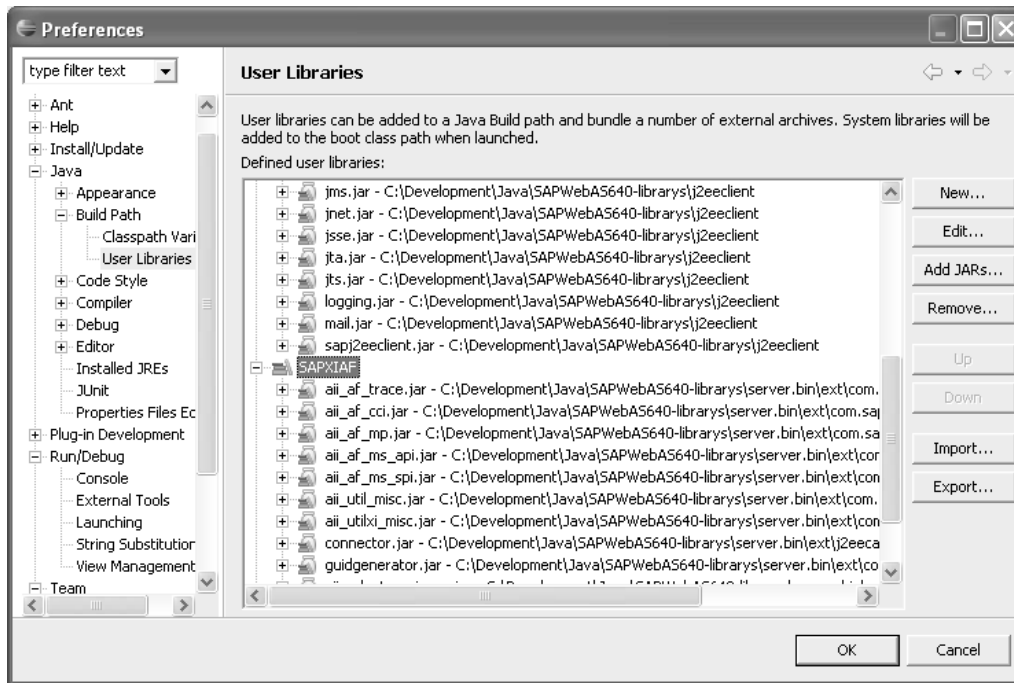 Preferences
type filter text
Ant
Help
Install/Update
Java
Appearance
Build Path
Classpath Vari
User Libraries
Code Style
Compiler
Debug
Editor
Installed JREs
JUnit
Properties Files Ec
Plug-in Development
Run/Debug
Console
External Tools
Launching
String Substitution
View Management
Team
User Libraries
User libraries can be added to a Java Build path and bundle a number of external archives. System libraries will be
added to the boot class path when launched.
Defined user libraries:
jms.jar - C:\Development\Java\SAPWebAS640-librarys\j2eeclient
jnet.jar - C:\Development\Java\SAPWebAS640-librarys\j2eeclient
jsse.jar - C:\Development\Java\SAPWebAS640-librarys\j2eeclient
jta.jar - C:\Development\Java\SAPWebAS640-librarys\j2eeclient
jts.jar - C:\Development\Java\SAPWebAS640-librarys\j2eeclient
logging.jar - C:\Development\Java\SAPWebAS640-librarys\j2eeclient
mail.jar - C:\Development\Java\SAPWebAS640-librarys\j2eeclient
sapj2eeclient.jar - C:\Development\Java\SAPWebAS640-librarys\j2eeclient
SAPXIAF
aii_af_trace.jar - C:\Development\Java\SAPWebAS640-librarys\server.bin\ext\com.
aii_af_cci.jar - C:\Development\Java\SAPWebAS640-librarys\server.bin\ext\com.sap
aii_af_mp.jar - C:\Development\Java\SAPWebAS640-librarys\server.bin\ext\com.sa
aii_af_ms_api.jar - C:\Development\Java\SAPWebAS640-librarys\server.bin\ext\cor
aii_af_ms_spi.jar - C:\Development\Java\SAPWebAS640-librarys\server.bin\ext\com
aii_util_misc.jar - C:\Development\Java\SAPWebAS640-librarys\server.bin\ext\com.
aii_utilxi_misc.jar - C:\Development\Java\SAPWebAS640-librarys\server.bin\ext\con
connector.jar - C:\Development\Java\SAPWebAS640-librarys\server.bin\ext\j2eeca
guidgenerator.jar - C:\Development\Java\SAPWebAS640-librarys\server.bin\ext\co
New...
Edit...
Add JARs...
Remove...
Up
Down
Import...
Export...
OK
Cancel